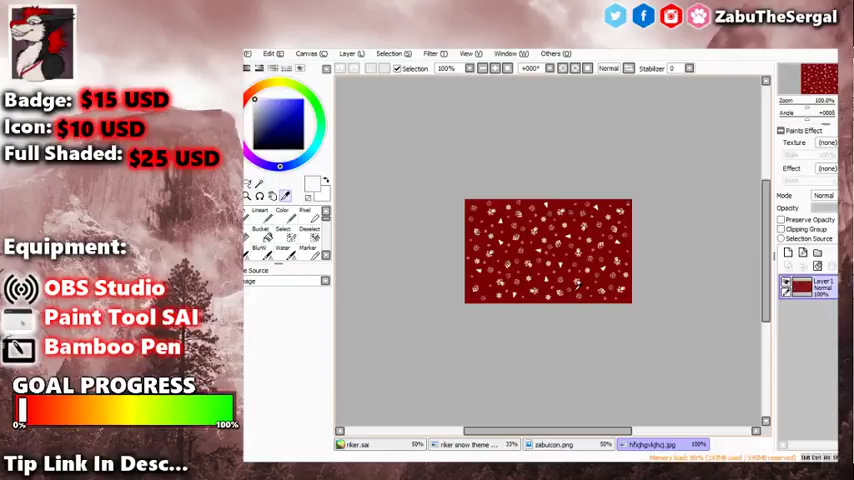 ZabuTheSergal
Badge: $15 USD
Icon: $10 USD
Full Shaded: $25 USD
Equipment:
OBS Studio
Paint Tool SAI
Bamboo Pen
GOAL PROGRESS
0% 100%
Tip Link In Desc...
Edit (E) Canvas (C) Layer (L) Selection (S) Filter (T) View (V) Window (W) Others (O)
Selection 100% +000° Normal Stabilizer 0
Zoom 100.0%
Angle
Paints Effect
Texture (none)
Effect (none)
Mode Normal
Opacity
Preserve Opacity
Clipping Group
Selection Source
Layer1
Normal
100%
Lineart Color Pixel
Bucket Select Deselect
Water Marker
riker.sai 50% riker snow theme ... 33% zabuicon.png 50% 100%